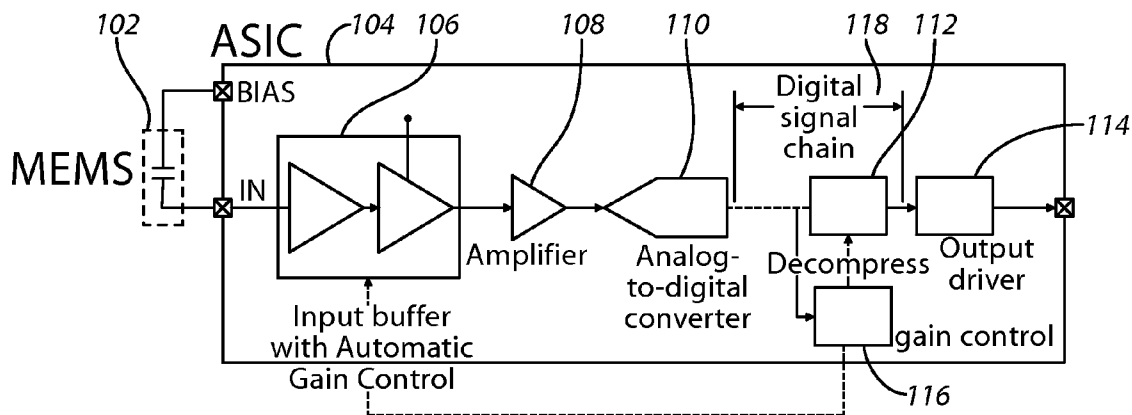 102
ASIC
104
106
108
110
118
112
114
BIAS
MEMS
IN
Digital
signal
chain
Amplifier
Analog-
to-digital
converter
Decompress
Output
driver
Input buffer
with Automatic
Gain Control
gain control
116